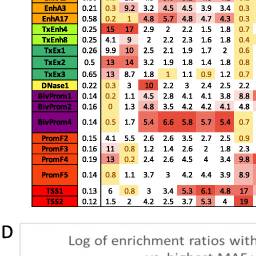 EnhA3 0.21 0.3 9.2 3.2 4.5 4.5 3.9 3.4 0.3
EnhA17 0.58 0.2 1 4.8 5.7 4.8 4.7 4.3 0.3
TxEnh4 0.25 15 17 2.9 2 2.2 1.5 1.8 0.7
TxEnh8 0.25 4.1 9 2 2.2 2.3 1.6 1.8 0.4
TxEx1 0.26 9.9 10 2.5 2.1 1.9 1.7 2 0.6
TxEx2 0.5 13 14 3.2 1.9 1.8 1.4 1.8 0.8
TxEx3 0.65 13 8.7 1.8 1 1.1 0.9 1.2 0.7
DNase1 0.22 0.3 3 10 2.2 3 2.4 2.5 2.2
BivProm1 0.14 0.2 1.1 4.5 2.8 4.1 4.1 3.8 8.8
BivProm2 0.16 0 1.3 4.8 3.5 4.2 4.2 4.1 4.8
BivProm4 0.14 0.5 1.7 5.4 6.6 5.8 5.7 5.4 0.7
PromF2 0.15 4.1 5.5 2.6 2.6 3.5 2.7 2.5 0.9
PromF3 0.16 11 0.8 1.2 1.4 2.6 2 1.8 2.3
PromF4 0.19 13 0.2 2.4 2.6 4.5 4 3.4 9.8
PromF5 0.14 0.8 1.1 3.7 3 4.2 4.4 3.9 8.9
TSS1 0.13 6 0.8 3 3.4 5.3 6.1 4.8 17
TSS2 0.12 1.5 2 4.2 2.5 3.7 5.3 4 19
D
Log of enrichment ratios with